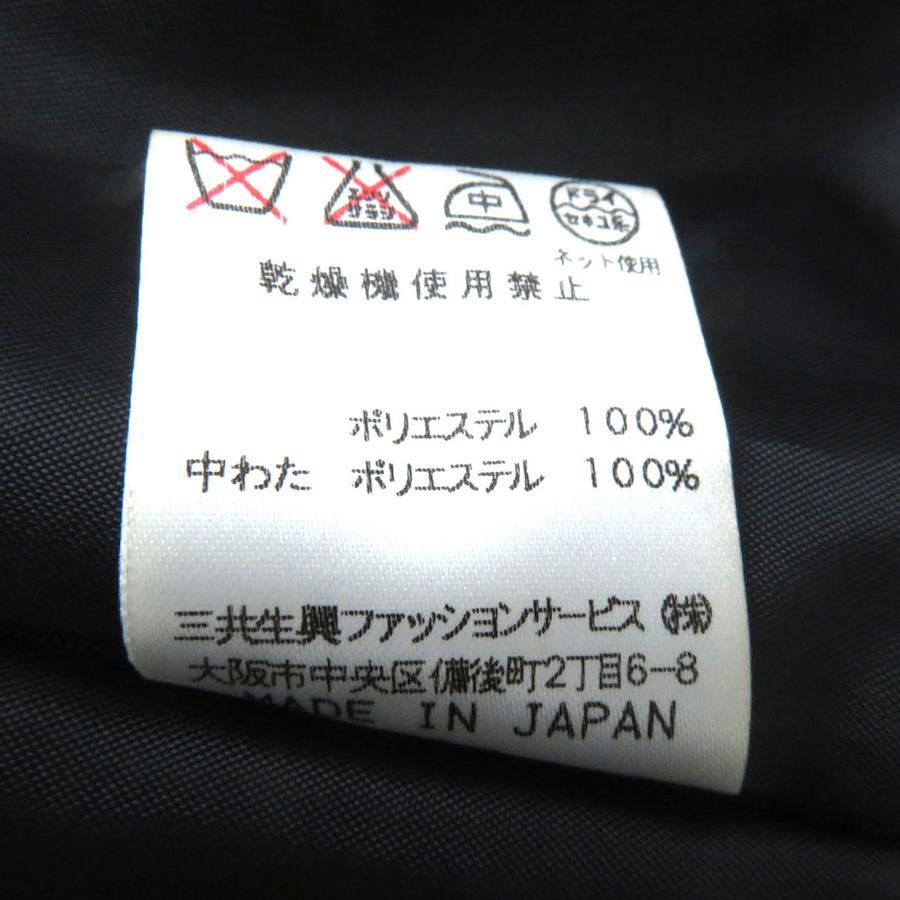 エンソ
サラシ
中
ドライ
セキユ系
ネット使用
乾燥機使用禁止
ポリエステル 100%
中わた ポリエステル 100%
三共生興ファッションサービス㈱
大阪市中央区備後町2丁目6-8
MADE IN JAPAN